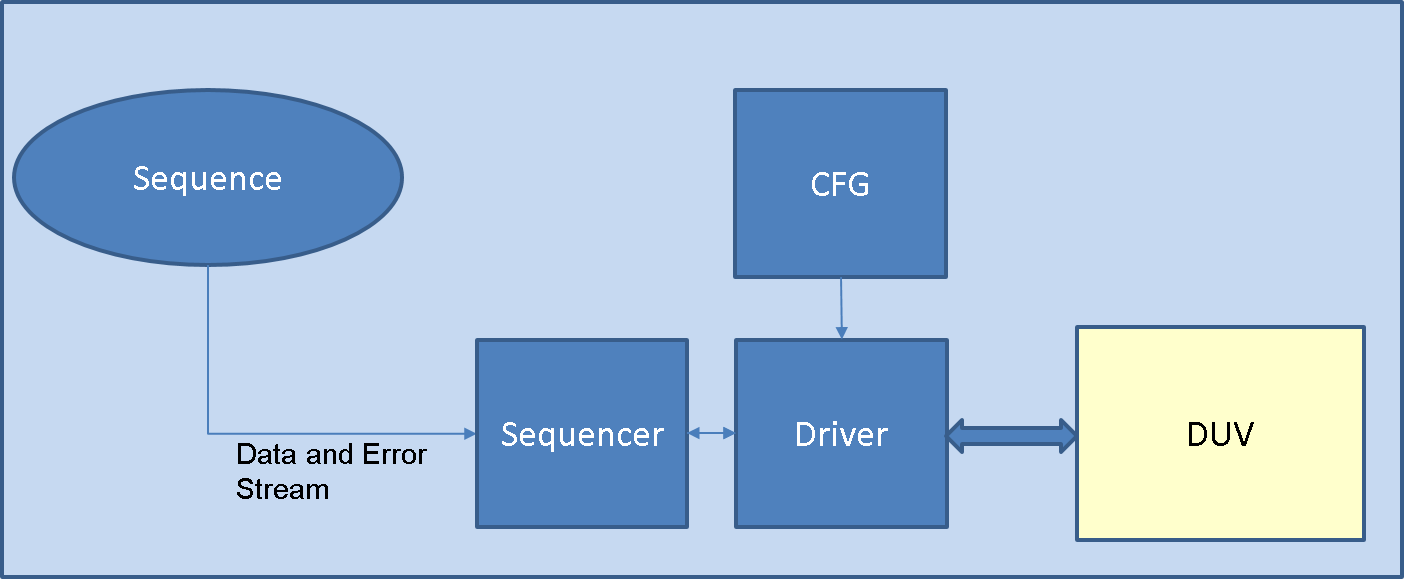 Sequence
CFG
Sequencer
Driver
DUV
Data and Error
Stream